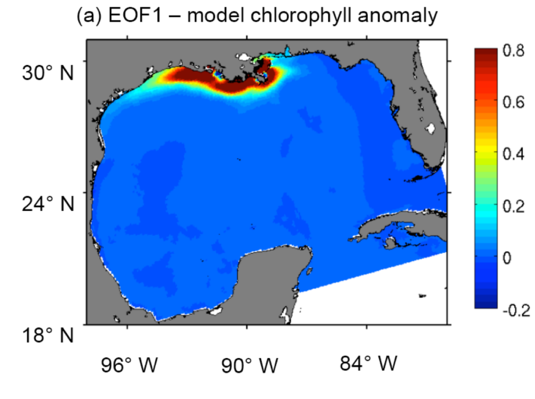 (a) EOF1 – model chlorophyll anomaly
30° N
24° N
18° N
96° W
90° W
84° W
0.8
0.6
0.4
0.2
0
-0.2